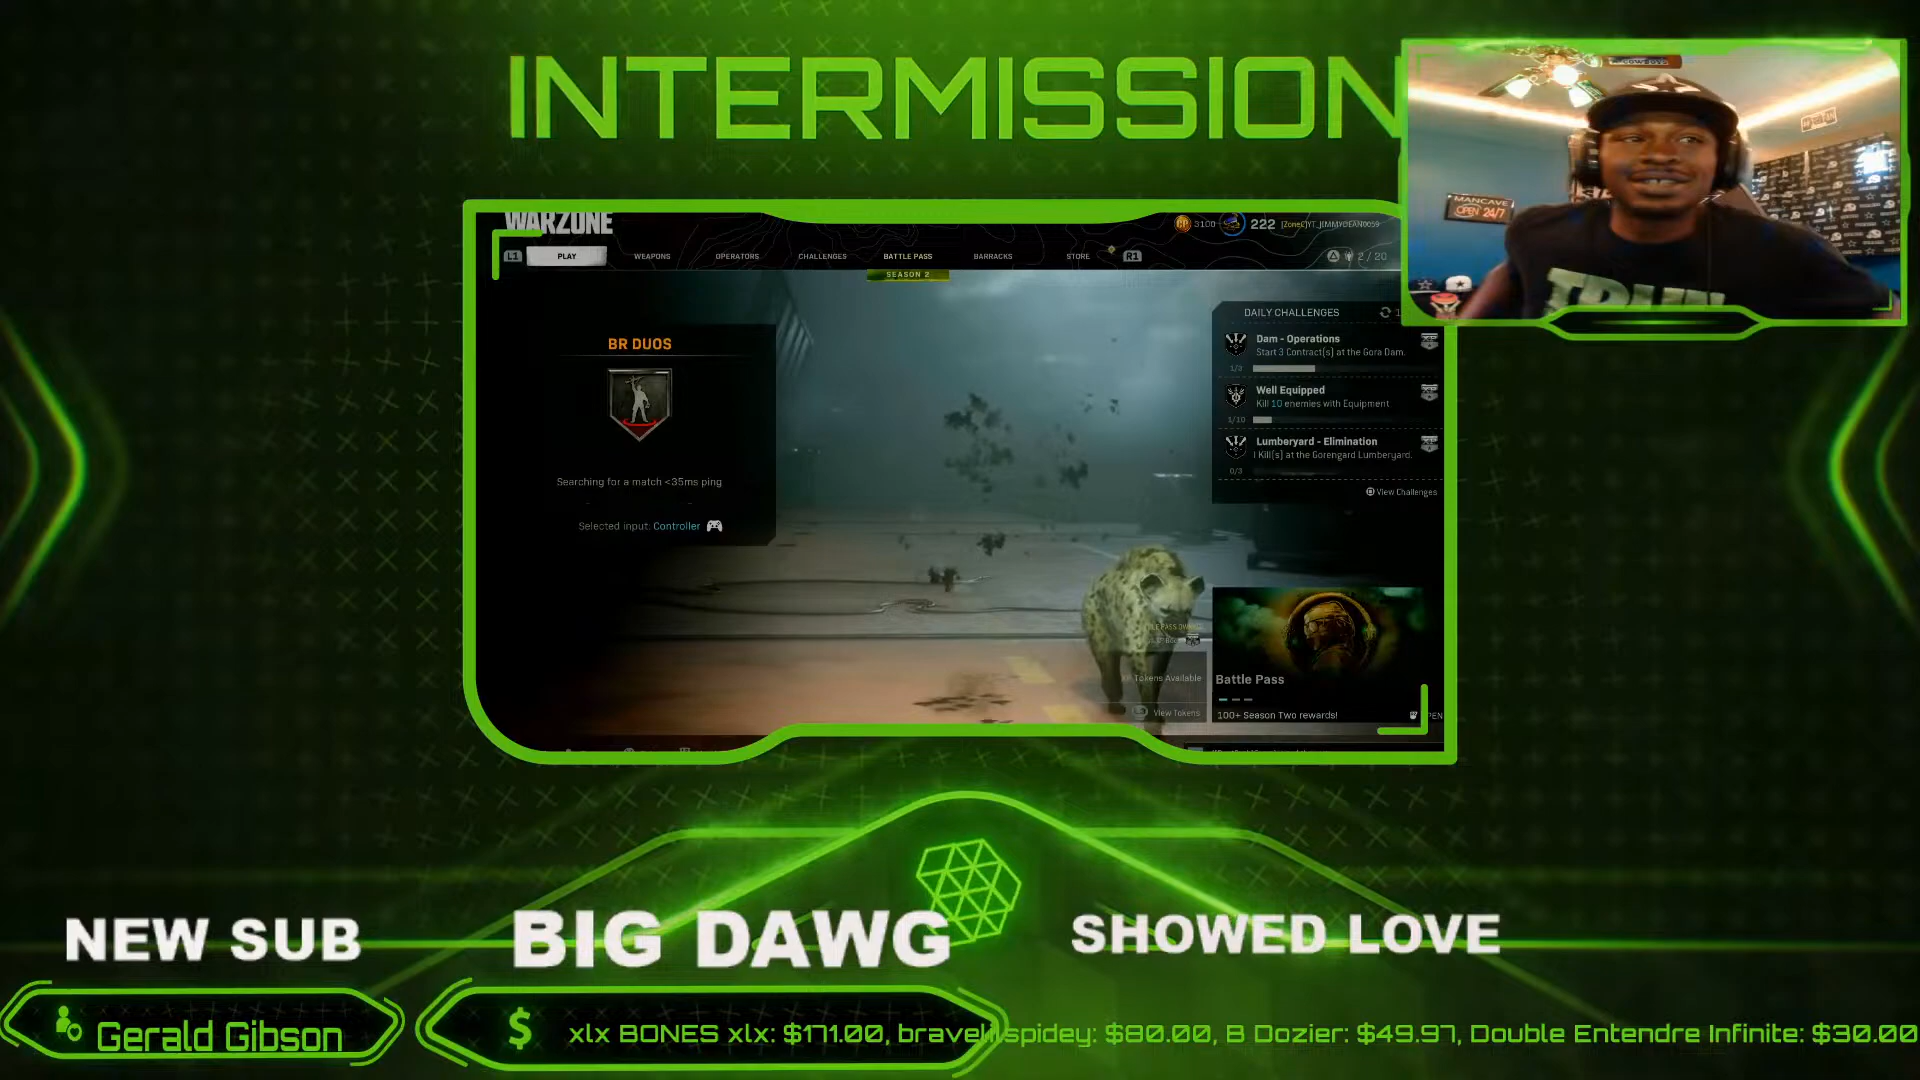 INTERMISSION
WARZONE
3100
222
L1
PLAY
WEAPONS
OPERATORS
CHALLENGES
BATTLE PASS
BARRACKS
STORE
R1
2 / 20
SEASON 2
BR DUOS
Searching for a match <35ms ping
Selected input: Controller
DAILY CHALLENGES
Dam - Operations
Start 3 Contract(s) at the Gora Dam.
1/3
Well Equipped
Kill 10 enemies with Equipment
1/10
Lumberyard - Elimination
Kill(s) at the Gorengard Lumberyard.
0/3
View Challenges
XP Tokens Available
View Tokens
Battle Pass
100+ Season Two rewards!
MANCAVE
OPEN 24/7
NEW SUB
BIG DAWG
SHOWED LOVE
Gerald Gibson
$ xlx BONES xlx: $171.00, braveli spidey: $80.00, B Dozier: $49.97, Double Entendre Infinite: $30.00